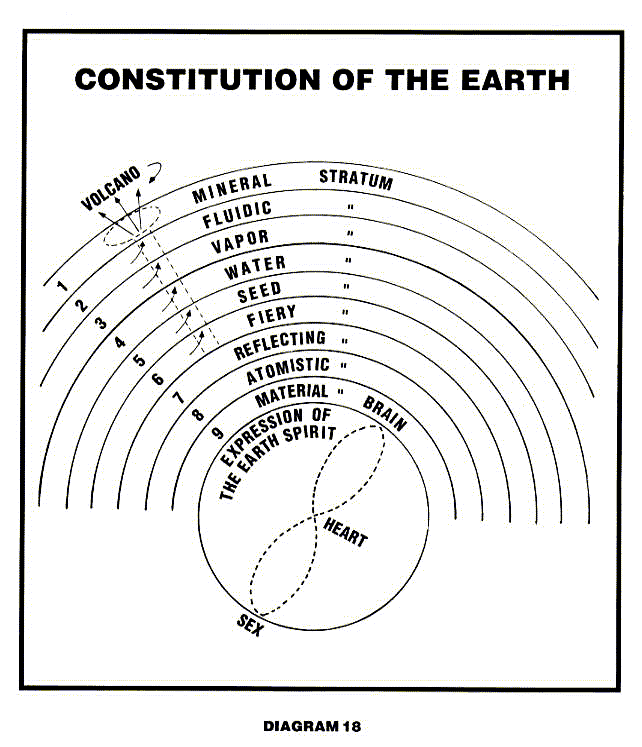 CONSTITUTION OF THE EARTH
VOLCANO
1 MINERAL STRATUM
2 FLUIDIC "
3 VAPOR "
4 WATER "
5 SEED "
6 FIERY "
7 REFLECTING "
8 ATOMISTIC "
9 MATERIAL "
EXPRESSION OF
THE EARTH SPIRIT
BRAIN
HEART
SEX
DIAGRAM 18